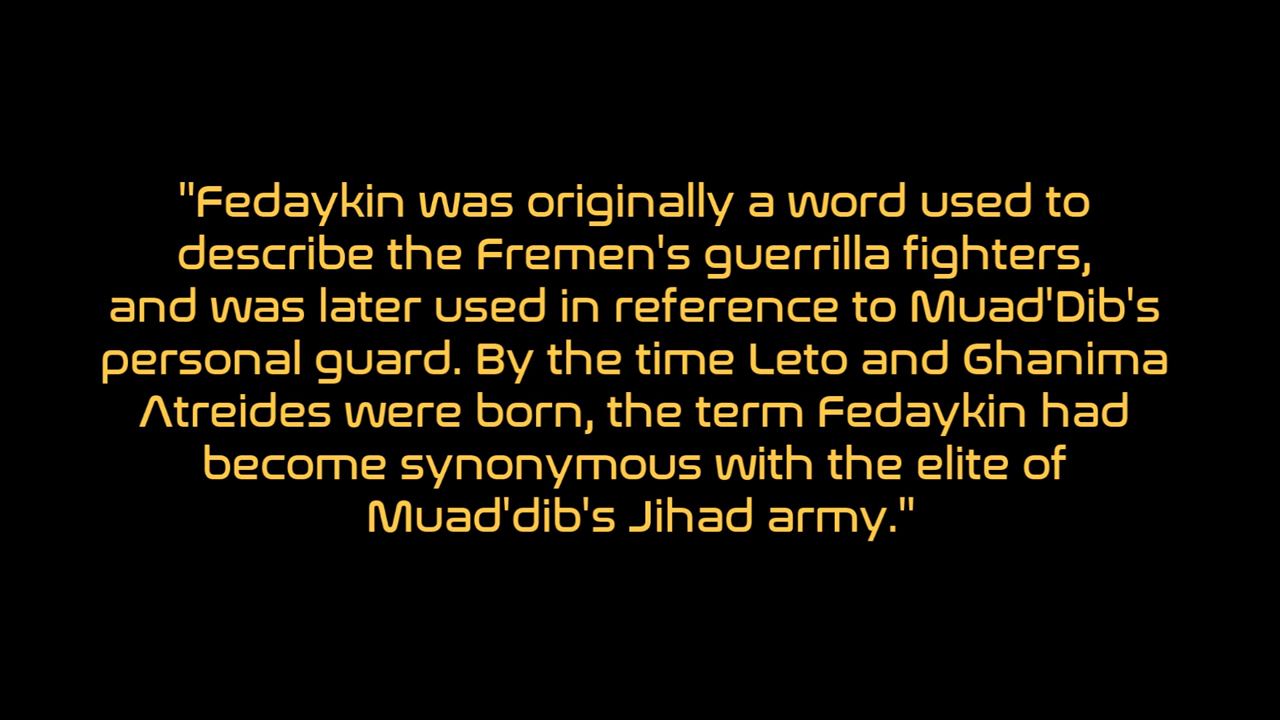 "Fedaykin was originally a word used to
describe the Fremen's guerrilla fighters,
and was later used in reference to Muad'Dib's
personal guard. By the time Leto and Ghanima
Atreides were born, the term Fedaykin had
become synonymous with the elite of
Muad'dib's Jihad army."